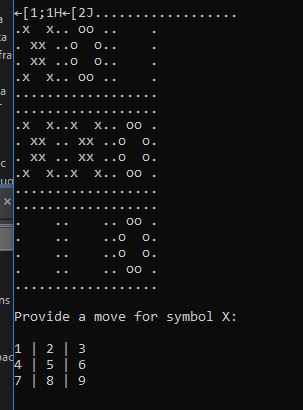 ←[1;1H←[2J..................
.x  x.. oo ..    .
. xx ..o  o..    .
. xx ..o  o..    .
.x  x.. oo ..    .
..................
..................
.x  x..x  x.. oo .
. xx .. xx ..o  o.
. xx .. xx ..o  o.
.x  x..x  x.. oo .
..................
..................
.    ..    .. oo .
.    ..    ..o  o.
.    ..    ..o  o.
.    ..    .. oo .
..................
Provide a move for symbol X:
1 | 2 | 3
4 | 5 | 6
7 | 8 | 9